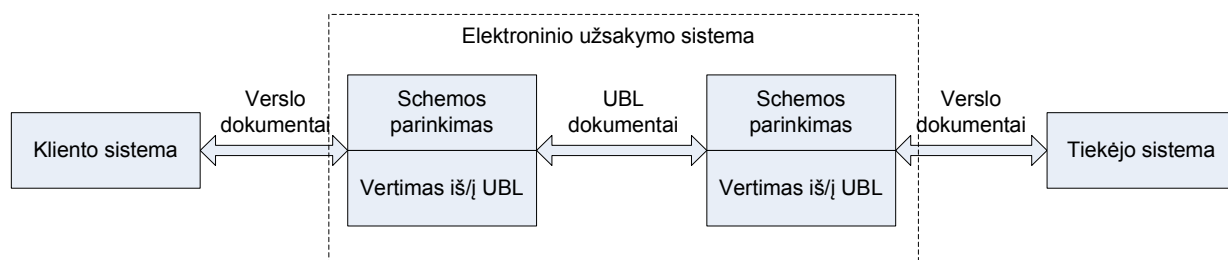 Elektroninio užsakymo sistema
Kliento sistema
Verslo
dokumentai
Schemos
parinkimas
Vertimas iš/į UBL
UBL
dokumentai
Schemos
parinkimas
Vertimas iš/į UBL
Verslo
dokumentai
Tiekėjo sistema